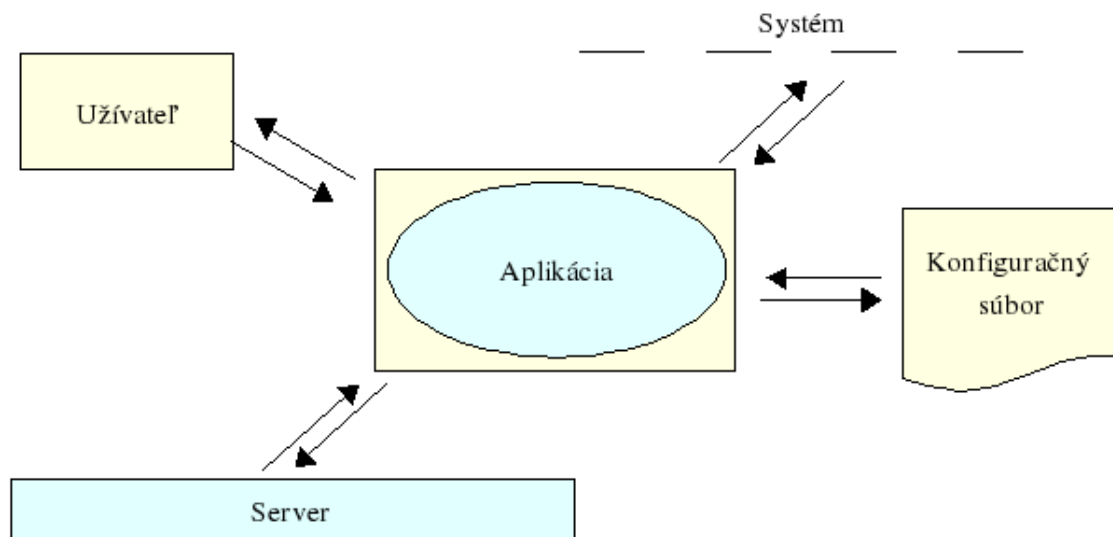 Systém
Užívateľ
Aplikácia
Konfiguračný
súbor
Server